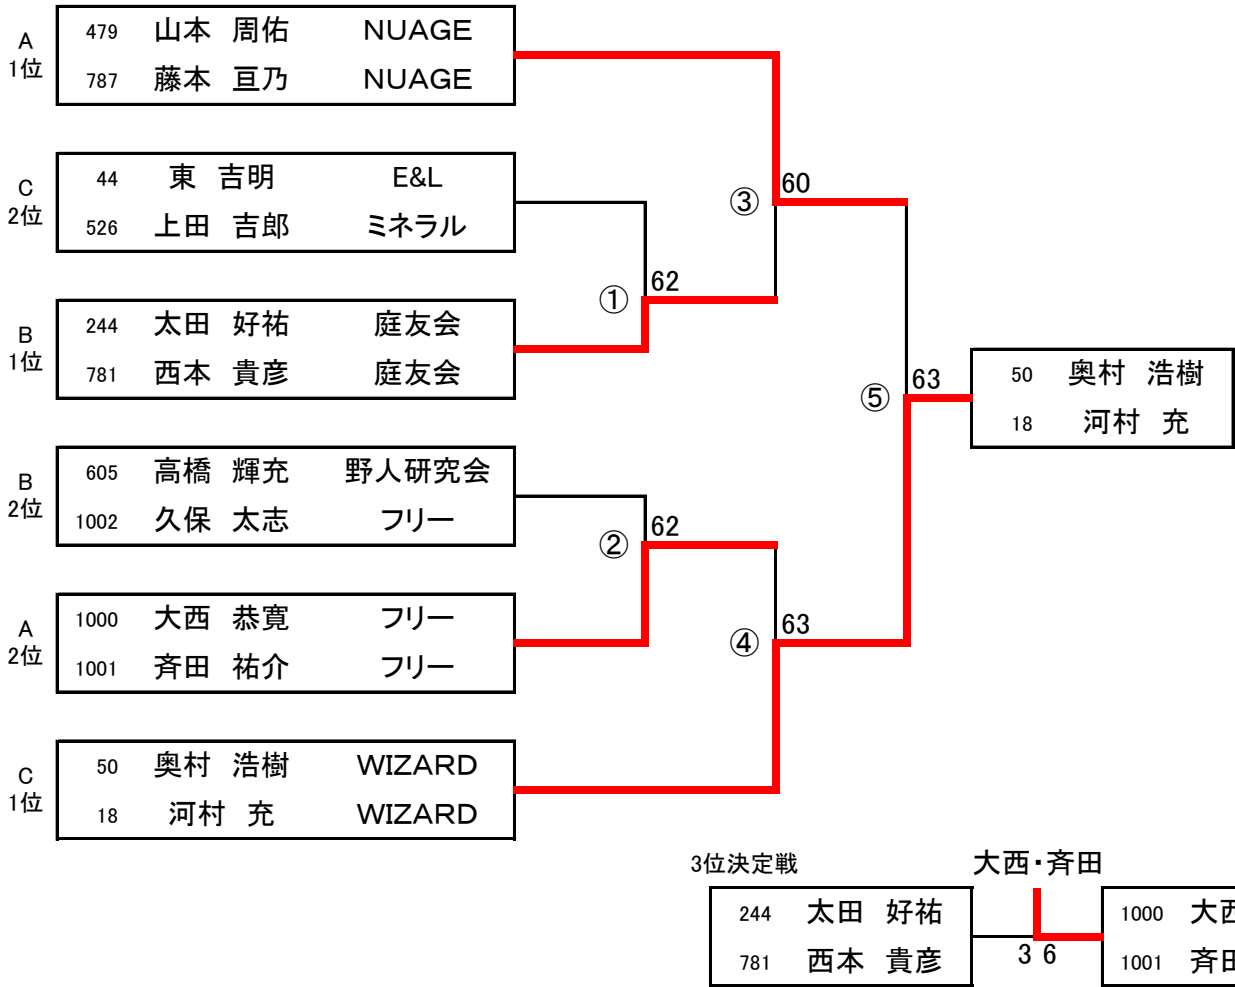 A
1位
479 山本 周佑 NUAGE
787 藤本 亘乃 NUAGE
C
2位
44 東 吉明 E&L
526 上田 吉郎 ミネラル
B
1位
244 太田 好祐 庭友会
781 西本 貴彦 庭友会
B
2位
605 高橋 輝充 野人研究会
1002 久保 太志 フリー
A
2位
1000 大西 恭寛 フリー
1001 斉田 祐介 フリー
C
1位
50 奥村 浩樹 WIZARD
18 河村 充 WIZARD
① 62
② 62
③ 60
④ 63
⑤ 63
50 奥村 浩樹
18 河村 充
3位決定戦
大西・斉田
244 太田 好祐
781 西本 貴彦
3 6
1000 大西
1001 斉田